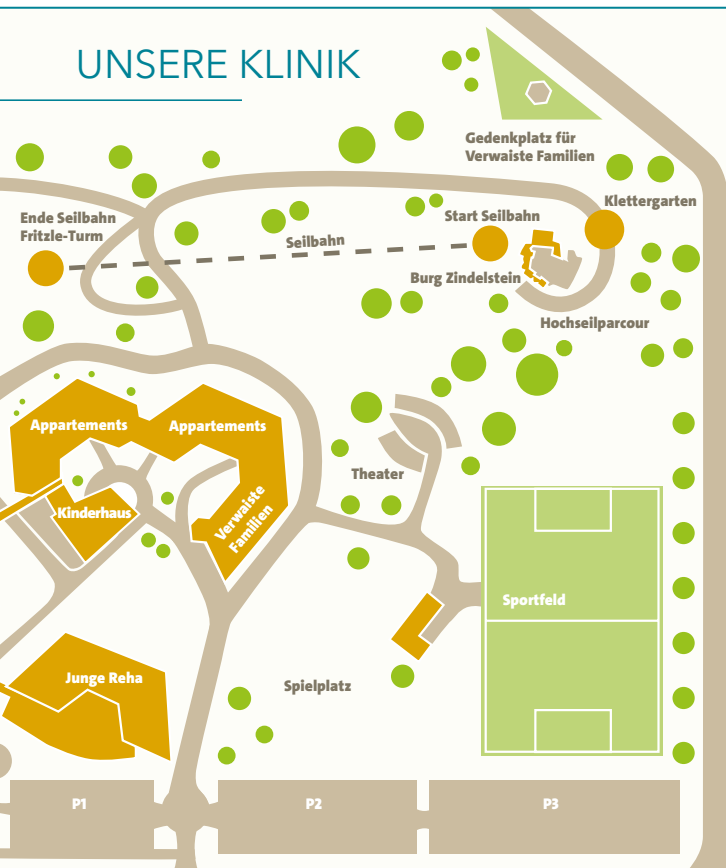 UNSERE KLINIK
Gedenkplatz für
Verwaiste Familien
Klettergarten
Ende Seilbahn
Fritzle-Turm
Start Seilbahn
Seilbahn
Burg Zindelstein
Hochseilparcour
Appartements
Appartements
Theater
Kinderhaus
Verwaiste
Familien
Sportfeld
Junge Reha
Spielplatz
P1
P2
P3